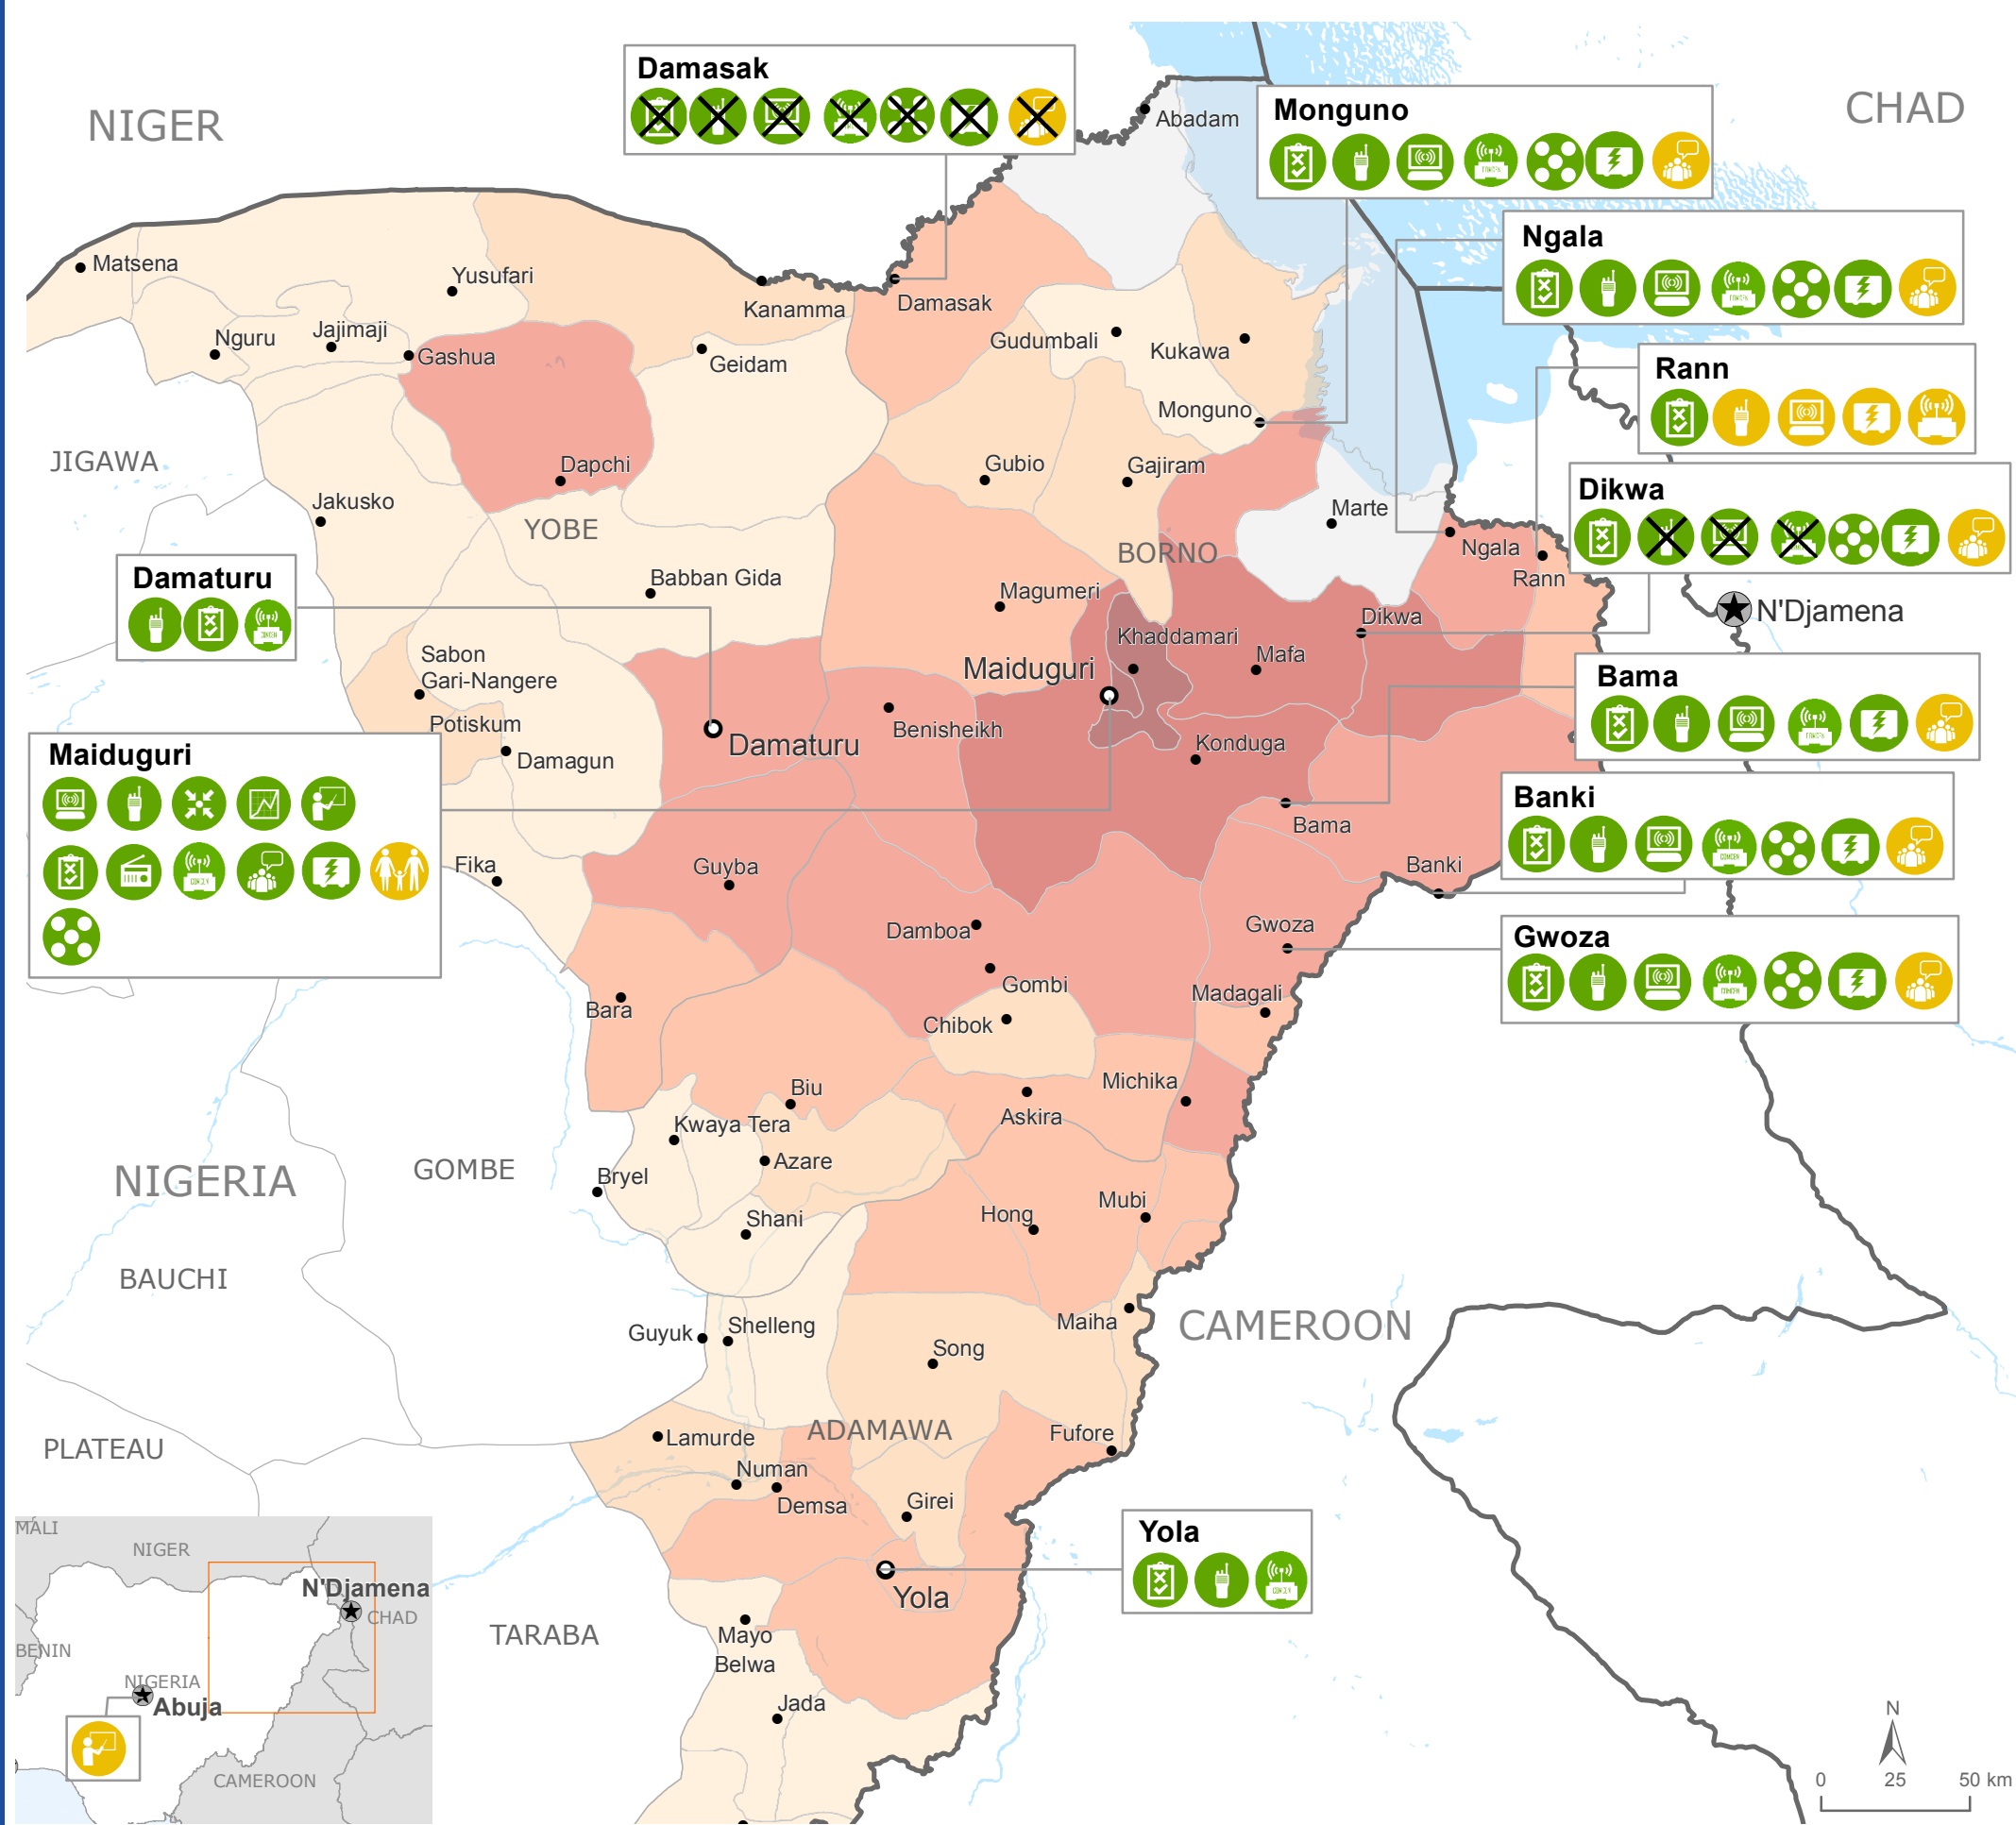 NIGER
CHAD
Damasak
Monguno
Ngala
Rann
Dikwa
Bama
Banki
Gwoza
Damaturu
Maiduguri
Yola
Abadam
Matsena
Yusufari
Kanamma
Damasak
Nguru
Jajimaji
Gashua
Geidam
Gudumbali
Kukawa
Monguno
JIGAWA
Dapchi
Gubio
Gajiram
Jakusko
YOBE
Marte
BORNO
Ngala
Rann
Babban Gida
Magumeri
Dikwa
N'Djamena
Khaddamari
Mafa
Maiduguri
Sabon
Gari-Nangere
Potiskum
Damagun
Damaturu
Benisheikh
Konduga
Bama
Fika
Guyba
Banki
Damboa
Gwoza
Gombi
Madagali
Bara
Chibok
Biu
Michika
Askira
Kwaya Tera
Azare
NIGERIA
GOMBE
Bryel
Shani
Hong
Mubi
BAUCHI
Guyuk
Shelleng
Maiha
CAMEROON
Song
PLATEAU
Lamurde
ADAMAWA
Fufore
Numan
Demsa
Girei
Yola
TARABA
Mayo
Belwa
Jada
MALI
NIGER
N'Djamena
CHAD
BENIN
NIGERIA
Abuja
CAMEROON
N
0 25 50 km